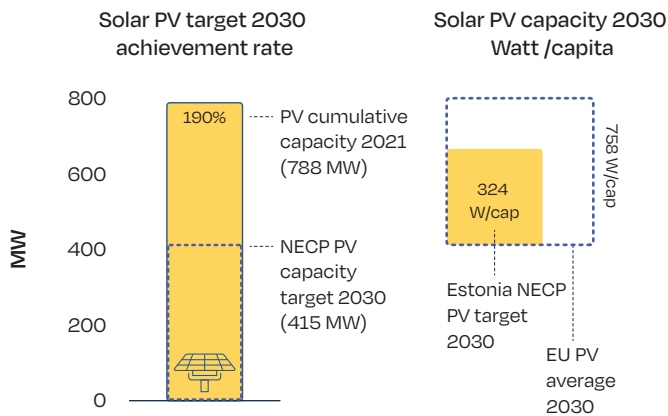 Solar PV target 2030
achievement rate
MW
800
600
400
200
0
190%
PV cumulative
capacity 2021
(788 MW)
NECP PV
capacity
target 2030
(415 MW)
Solar PV capacity 2030
Watt /capita
758 W/cap
324
W/cap
Estonia NECP
PV target
2030
EU PV
average
2030